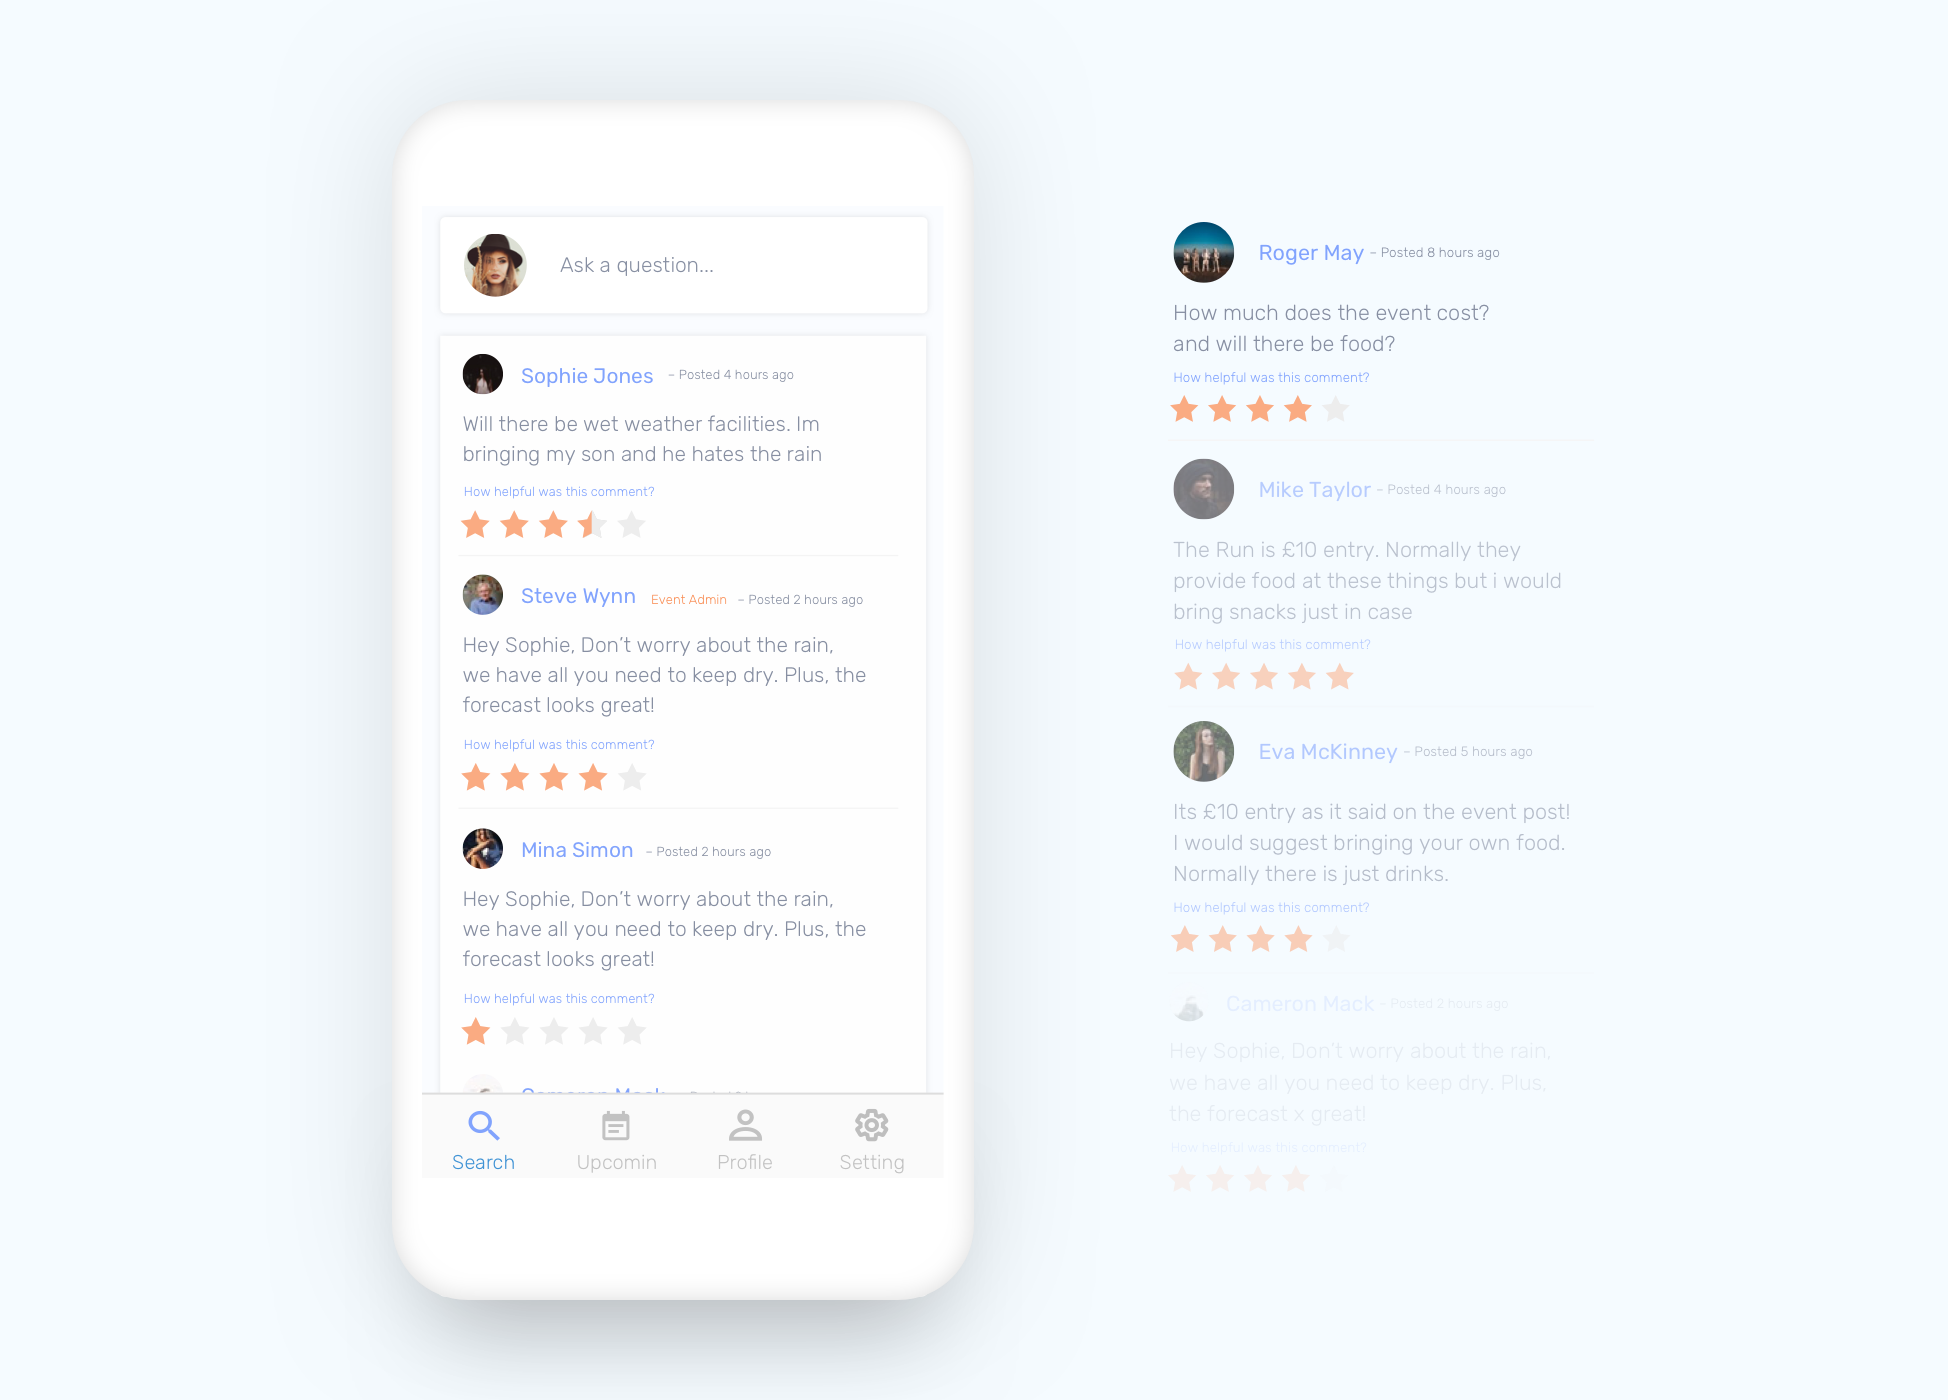 Ask a question...
Sophie Jones – Posted 4 hours ago
Will there be wet weather facilities. Im
bringing my son and he hates the rain
How helpful was this comment?
Steve Wynn Event Admin – Posted 2 hours ago
Hey Sophie, Don't worry about the rain,
we have all you need to keep dry. Plus, the
forecast looks great!
How helpful was this comment?
Mina Simon – Posted 2 hours ago
Hey Sophie, Don't worry about the rain,
we have all you need to keep dry. Plus, the
forecast looks great!
How helpful was this comment?
Cameron Mack
Search Upcomin Profile Setting
Roger May – Posted 8 hours ago
How much does the event cost?
and will there be food?
How helpful was this comment?
Mike Taylor – Posted 4 hours ago
The Run is £10 entry. Normally they
provide food at these things but i would
bring snacks just in case
How helpful was this comment?
Eva McKinney – Posted 5 hours ago
Its £10 entry as it said on the event post!
I would suggest bringing your own food.
Normally there is just drinks.
How helpful was this comment?
Cameron Mack – Posted 2 hours ago
Hey Sophie, Don't worry about the rain,
we have all you need to keep dry. Plus,
the forecast x great!
How helpful was this comment?